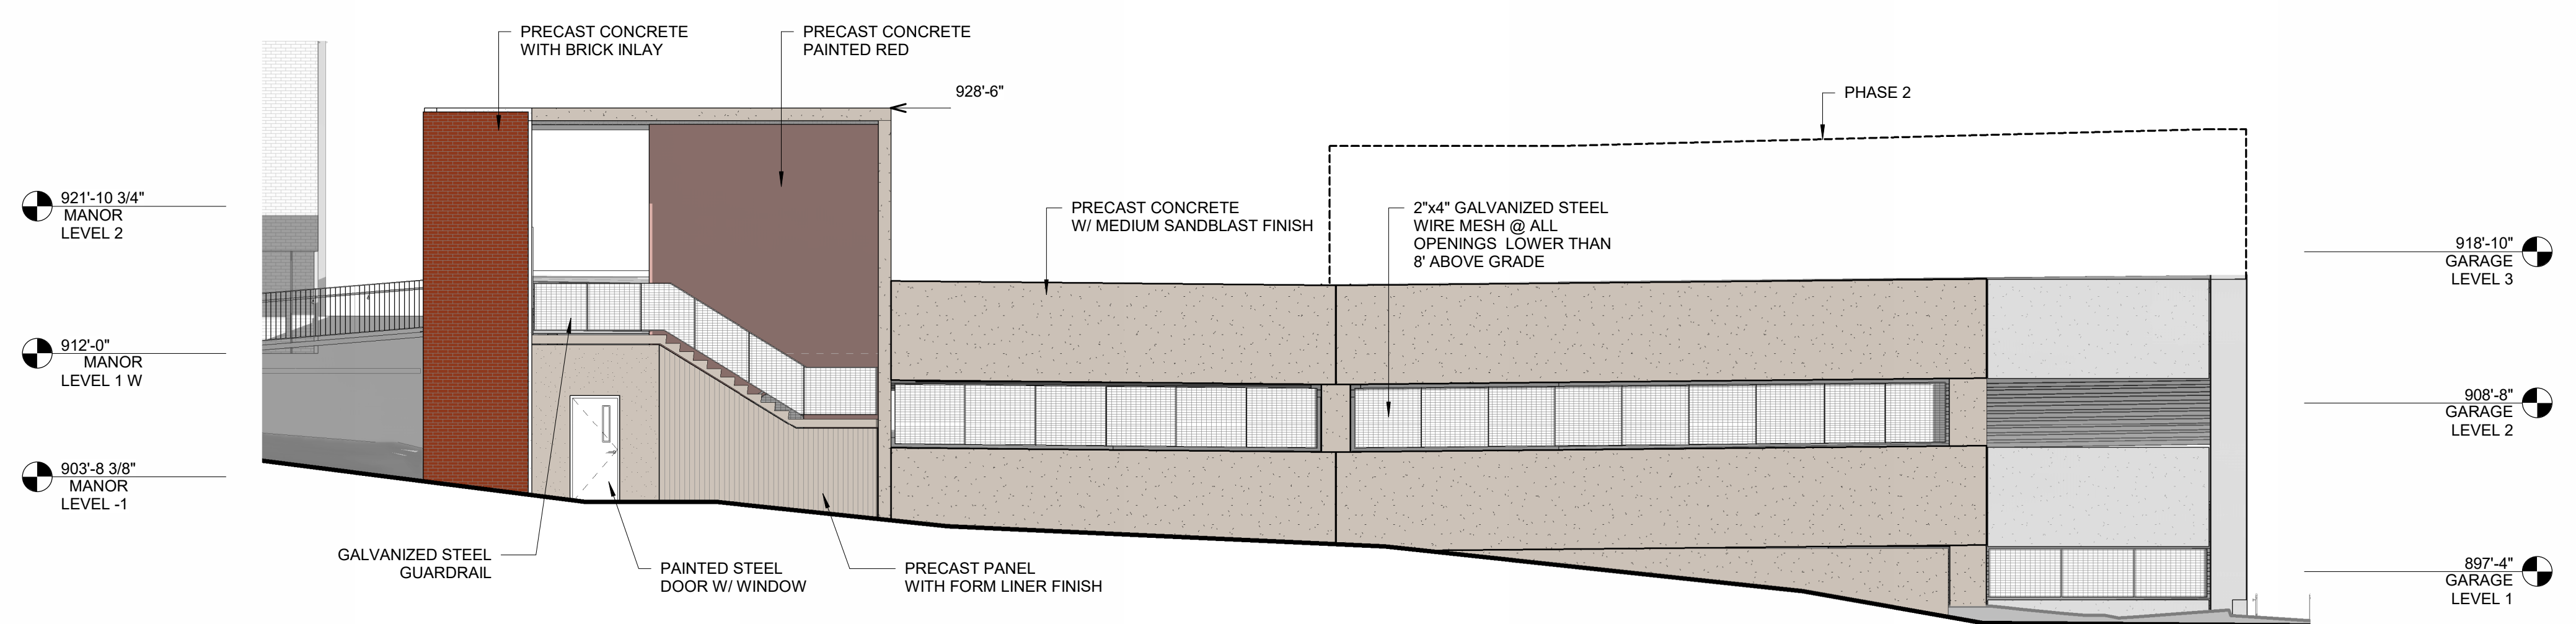 PRECAST CONCRETE
WITH BRICK INLAY
PRECAST CONCRETE
PAINTED RED
928'-6"
PHASE 2
921'-10 3/4"
MANOR
LEVEL 2
PRECAST CONCRETE
W/ MEDIUM SANDBLAST FINISH
2"x4" GALVANIZED STEEL
WIRE MESH @ ALL
OPENINGS LOWER THAN
8' ABOVE GRADE
918'-10"
GARAGE
LEVEL 3
912'-0"
MANOR
LEVEL 1 W
908'-8"
GARAGE
LEVEL 2
903'-8 3/8"
MANOR
LEVEL -1
GALVANIZED STEEL
GUARDRAIL
PAINTED STEEL
DOOR W/ WINDOW
PRECAST PANEL
WITH FORM LINER FINISH
897'-4"
GARAGE
LEVEL 1